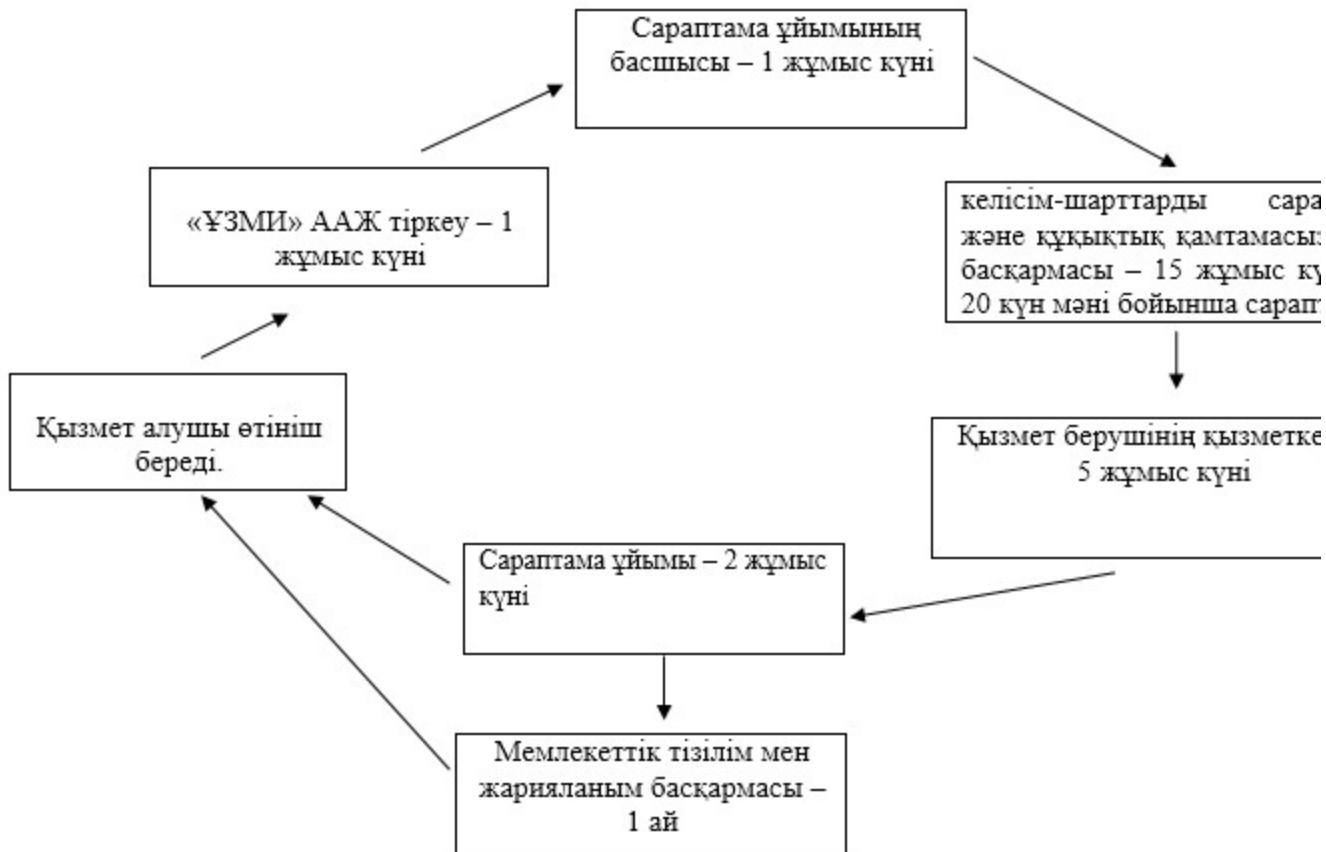 Сараптама ұйымының
басшысы – 1 жұмыс күні
«ҰЗМИ» ААЖ тіркеу – 1
жұмыс күні
келісім-шарттарды
және құқықтық
басқармасы – 15 жұмыс
20 күн мәні бойынша
Қызмет алушы өтініш
береді.
Қызмет берушінің
5 жұмыс күні
Сараптама ұйымы – 2 жұмыс
күні
Мемлекеттік тізілім мен
жарияланым басқармасы –
1 ай